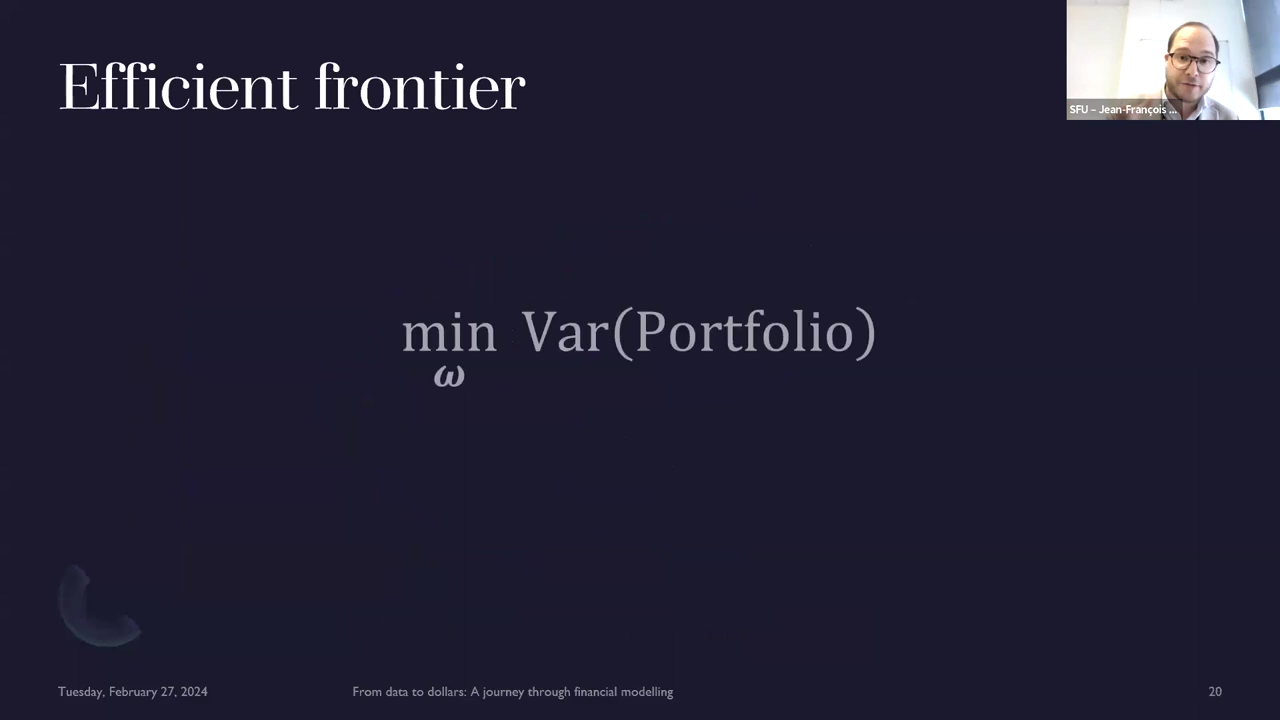 Efficient frontier
SFU – Jean-François ...
min Var(Portfolio)
ω
Tuesday, February 27, 2024
From data to dollars: A journey through financial modelling
20